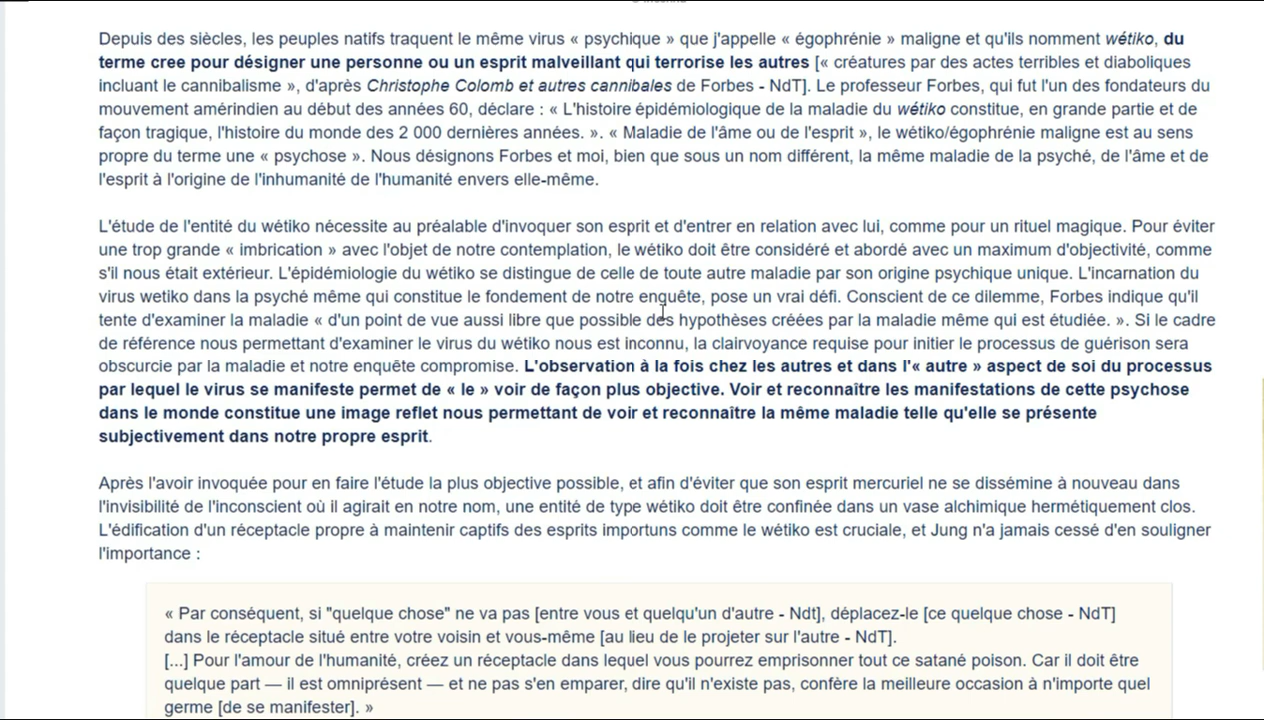 Depuis des siècles, les peuples natifs traquent le même virus « psychique » que j'appelle « égophrénie » maligne et qu'ils nomment wétiko, du
terme cree pour désigner une personne ou un esprit malveillant qui terrorise les autres [« créatures par des actes terribles et diaboliques
incluant le cannibalisme », d'après Christophe Colomb et autres cannibales de Forbes - NdT]. Le professeur Forbes, qui fut l'un des fondateurs du
mouvement amérindien au début des années 60, déclare : « L'histoire épidémiologique de la maladie du wétiko constitue, en grande partie et de
façon tragique, l'histoire du monde des 2 000 dernières années. ». « Maladie de l'âme ou de l'esprit », le wétiko/égophrénie maligne est au sens
propre du terme une « psychose ». Nous désignons Forbes et moi, bien que sous un nom différent, la même maladie de la psyché, de l'âme et de
l'esprit à l'origine de l'inhumanité de l'humanité envers elle-même.
L'étude de l'entité du wétiko nécessite au préalable d'invoquer son esprit et d'entrer en relation avec lui, comme pour un rituel magique. Pour éviter
une trop grande « imbrication » avec l'objet de notre contemplation, le wétiko doit être considéré et abordé avec un maximum d'objectivité, comme
s'il nous était extérieur. L'épidémiologie du wétiko se distingue de celle de toute autre maladie par son origine psychique unique. L'incarnation du
virus wetiko dans la psyché même qui constitue le fondement de notre enquête, pose un vrai défi. Conscient de ce dilemme, Forbes indique qu'il
tente d'examiner la maladie « d'un point de vue aussi libre que possible des hypothèses créées par la maladie même qui est étudiée. ». Si le cadre
de référence nous permettant d'examiner le virus du wétiko nous est inconnu, la clairvoyance requise pour initier le processus de guérison sera
obscurcie par la maladie et notre enquête compromise. L'observation à la fois chez les autres et dans l'« autre » aspect de soi du processus
par lequel le virus se manifeste permet de « le » voir de façon plus objective. Voir et reconnaître les manifestations de cette psychose
dans le monde constitue une image reflet nous permettant de voir et reconnaître la même maladie telle qu'elle se présente
subjectivement dans notre propre esprit.
Après l'avoir invoquée pour en faire l'étude la plus objective possible, et afin d'éviter que son esprit mercuriel ne se dissémine à nouveau dans
l'invisibilité de l'inconscient où il agirait en notre nom, une entité de type wétiko doit être confinée dans un vase alchimique hermétiquement clos.
L'édification d'un réceptacle propre à maintenir captifs des esprits importuns comme le wétiko est cruciale, et Jung n'a jamais cessé d'en souligner
l'importance :
« Par conséquent, si "quelque chose" ne va pas [entre vous et quelqu'un d'autre - Ndt], déplacez-le [ce quelque chose - NdT]
dans le réceptacle situé entre votre voisin et vous-même [au lieu de le projeter sur l'autre - NdT].
[...] Pour l'amour de l'humanité, créez un réceptacle dans lequel vous pourrez emprisonner tout ce satané poison. Car il doit être
quelque part — il est omniprésent — et ne pas s'en emparer, dire qu'il n'existe pas, confère la meilleure occasion à n'importe quel
germe [de se manifester]. »